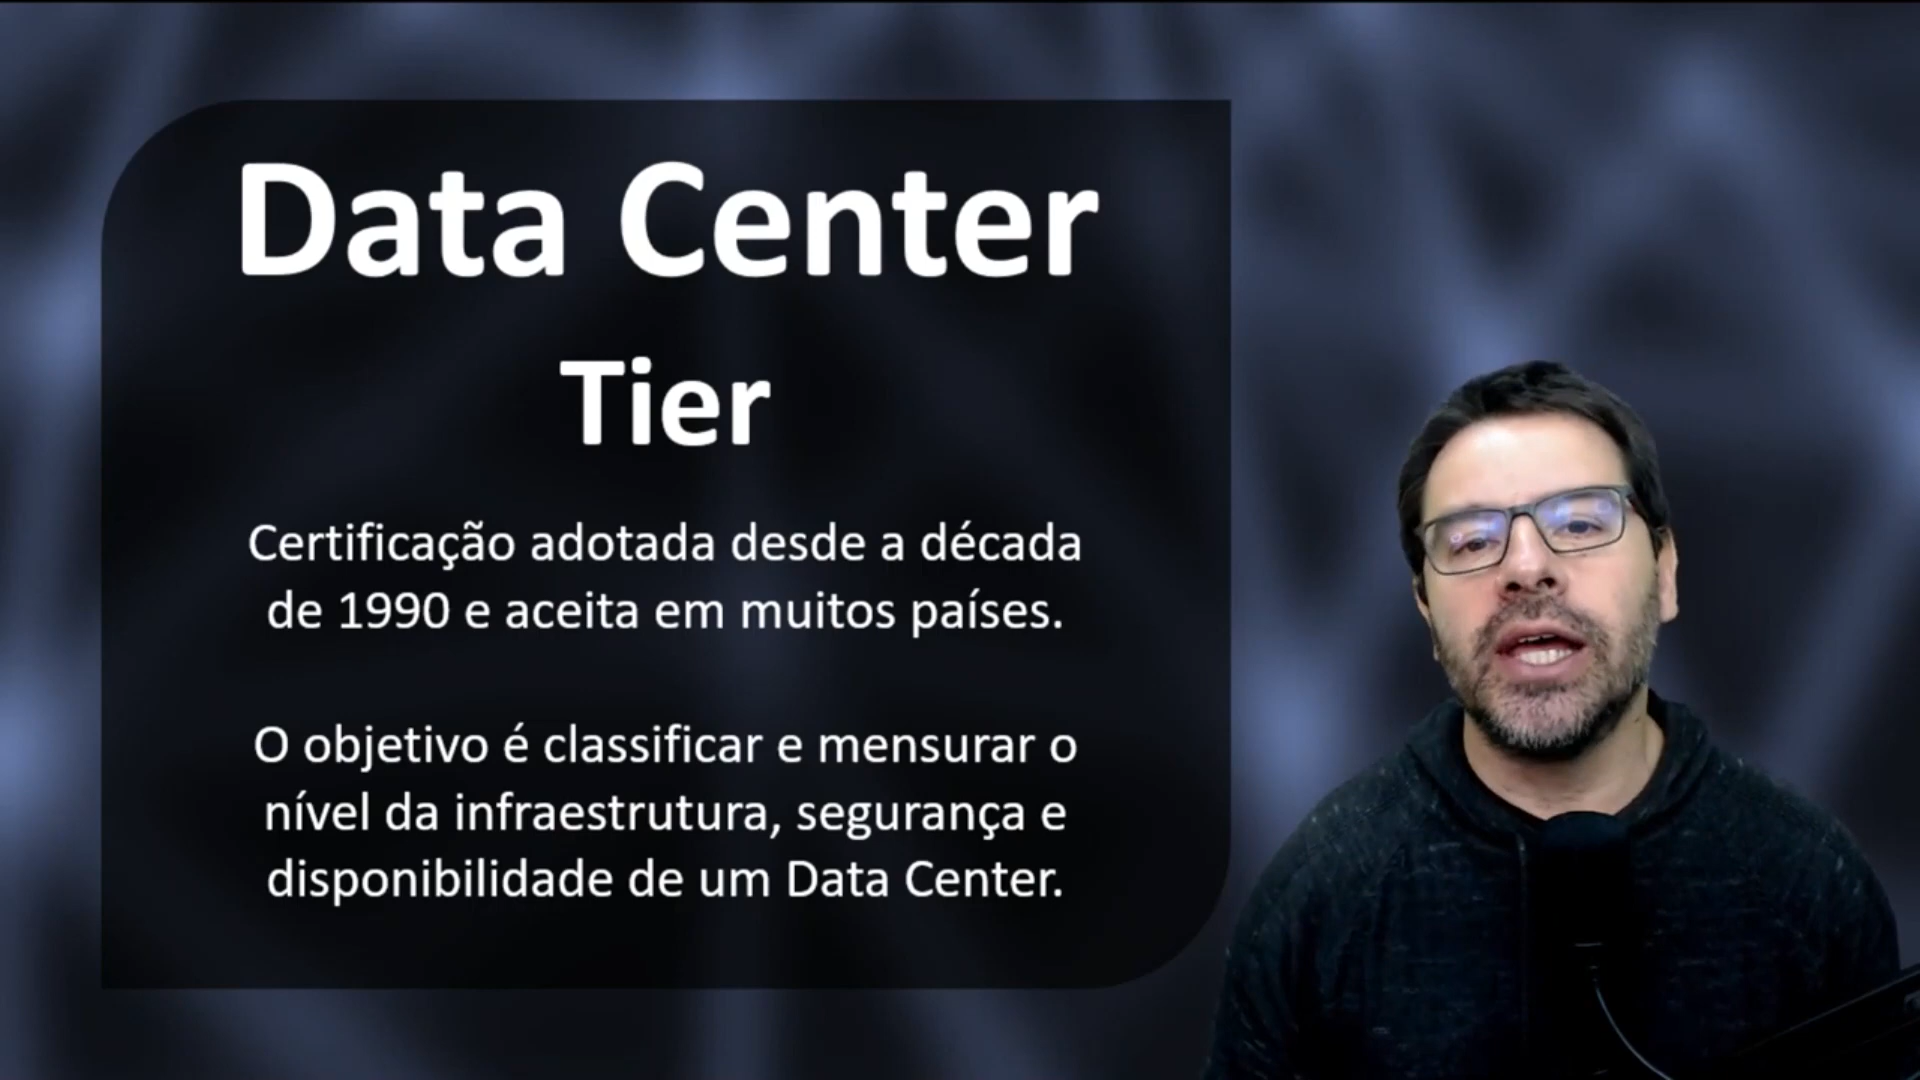 Data Center
Tier
Certificação adotada desde a década
de 1990 e aceita em muitos países.
O objetivo é classificar e mensurar o
nível da infraestrutura, segurança e
disponibilidade de um Data Center.